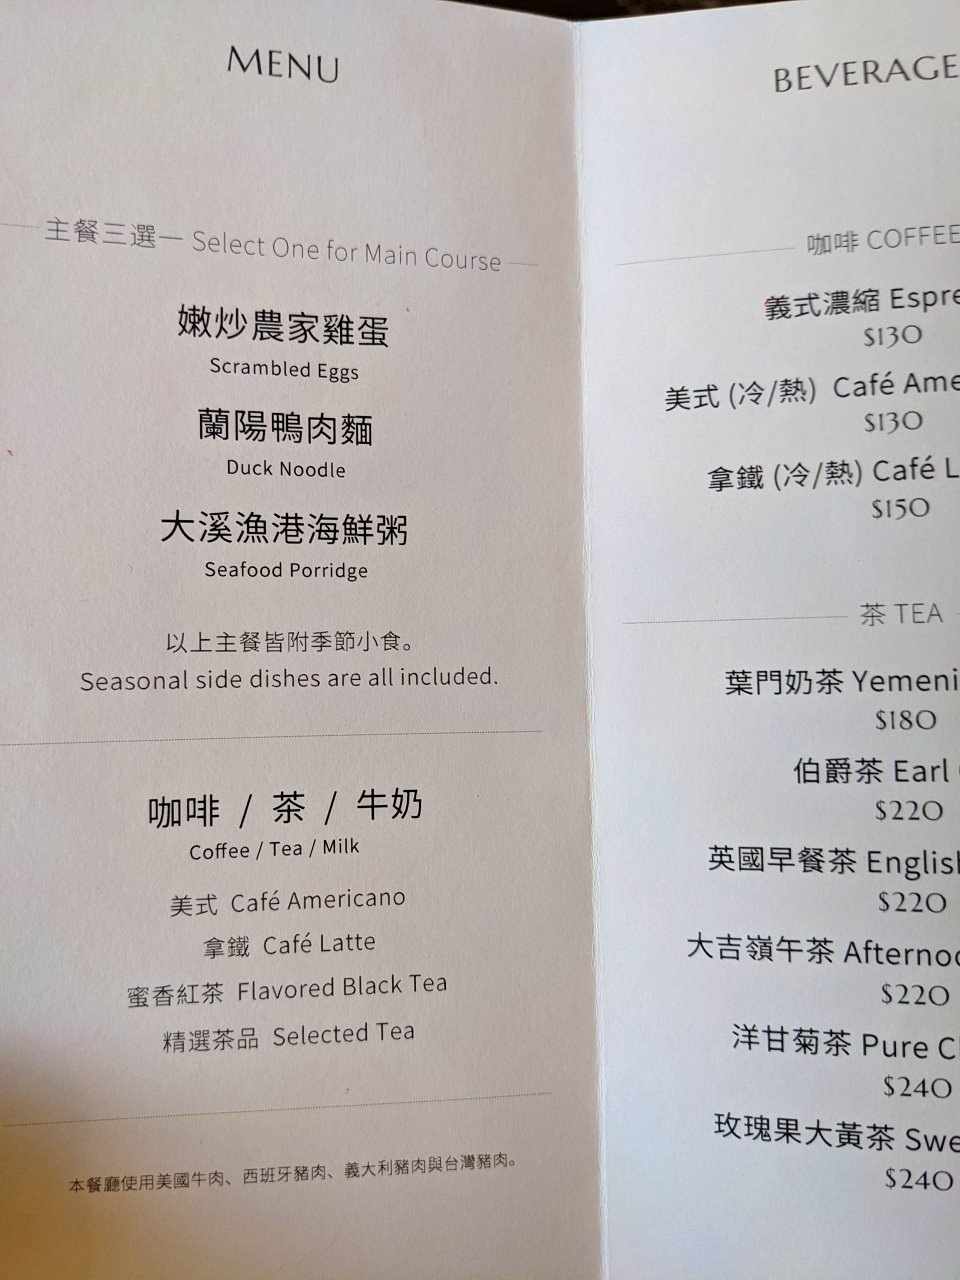 MENU
主餐三選一 Select One for Main Course
嫩炒農家雞蛋
Scrambled Eggs
蘭陽鴨肉麵
Duck Noodle
大溪漁港海鮮粥
Seafood Porridge
以上主餐皆附季節小食。
Seasonal side dishes are all included.
咖啡 / 茶 / 牛奶
Coffee / Tea / Milk
美式 Café Americano
拿鐵 Café Latte
蜜香紅茶 Flavored Black Tea
精選茶品 Selected Tea
本餐廳使用美國牛肉、西班牙豬肉、義大利豬肉與台灣豬肉。
BEVERAGE
咖啡 COFFEE
義式濃縮 Espre
$130
美式 (冷/熱) Café Ame
$130
拿鐵 (冷/熱) Café L
$150
茶 TEA
葉門奶茶 Yemeni
$180
伯爵茶 Earl
$220
英國早餐茶 English
$220
大吉嶺午茶 Afternoo
$220
洋甘菊茶 Pure C
$240
玫瑰果大黃茶 Swe
$240